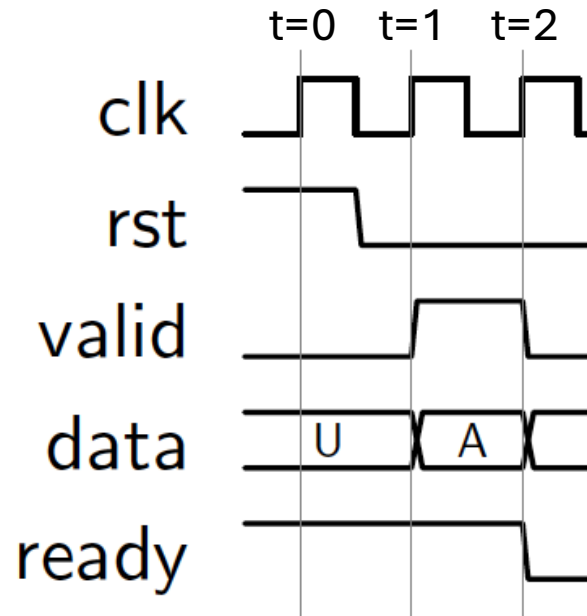 t=0 t=1 t=2
clk
rst
valid
data U A
ready